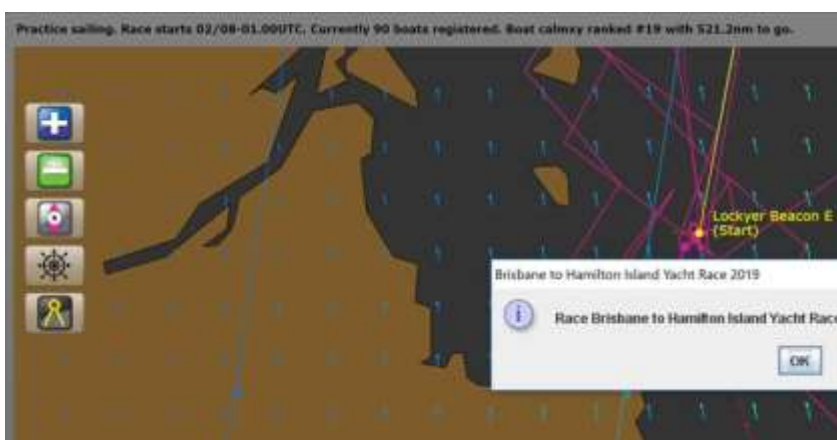 Practice sailing. Race starts 02/08-01.00UTC. Currently 90 boats registered. Boat calmxy ranked #19 with 521.2nm to go.
Lockyer Beacon E
(Start)
Brisbane to Hamilton Island Yacht Race 2019
Race Brisbane to Hamilton Island Yacht Race
OK